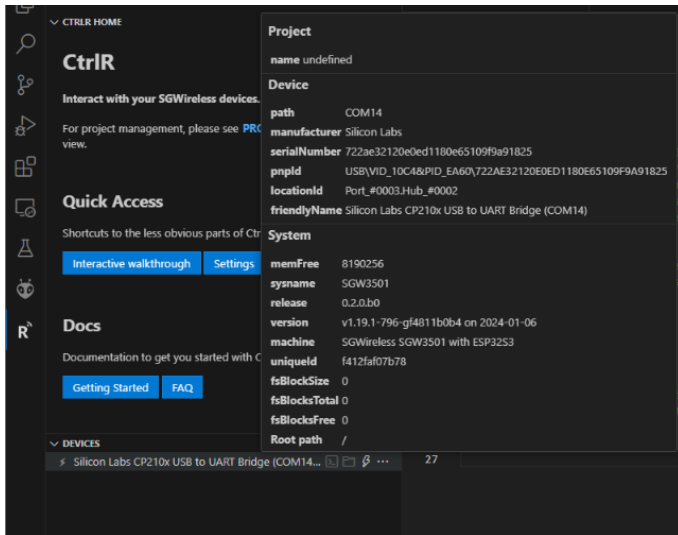 CTRLR HOME
CtrlR
Interact with your SGWireless devices.
For project management, please see PRO
view.
Quick Access
Shortcuts to the less obvious parts of Ctr
Interactive walkthrough Settings
R
Docs
Documentation to get you started with C
Getting Started FAQ
DEVICES
Silicon Labs CP210x USB to UART Bridge (COM14...
Project
name undefined
Device
path COM14
manufacturer Silicon Labs
serialNumber 722ae32120e0ed1180e65109f9a91825
pnpId USB\VID_10C4&PID_EA60\722AE32120E0ED1180E65109F9A91825
locationId Port_#0003.Hub_#0002
friendlyName Silicon Labs CP210x USB to UART Bridge (COM14)
System
memFree 8190256
sysname SGW3501
release 0.2.0.b0
version v1.19.1-796-gf4811b0b4 on 2024-01-06
machine SGWireless SGW3501 with ESP32S3
uniqueId f412faf07b78
fsBlockSize 0
fsBlocksTotal 0
fsBlocksFree 0
Root path /
27